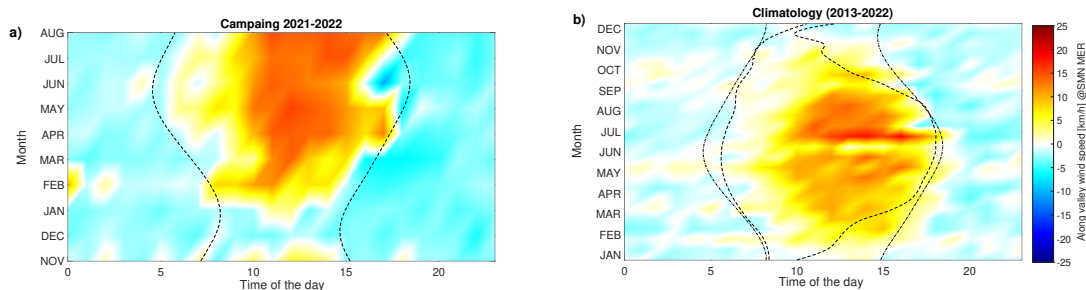 Campaing 2021-2022
a)
AUG
JUL
JUN
MAY
APR
MAR
FEB
JAN
DEC
NOV
Month
0 5 10 15 20
Time of the day
Climatology (2013-2022)
b)
DEC
NOV
OCT
SEP
AUG
JUL
JUN
MAY
APR
MAR
FEB
JAN
Month
0 5 10 15 20
Time of the day
25
20
15
10
5
0
-5
-10
-15
-20
-25
Along valley wind speed [km/h] @SMN MER